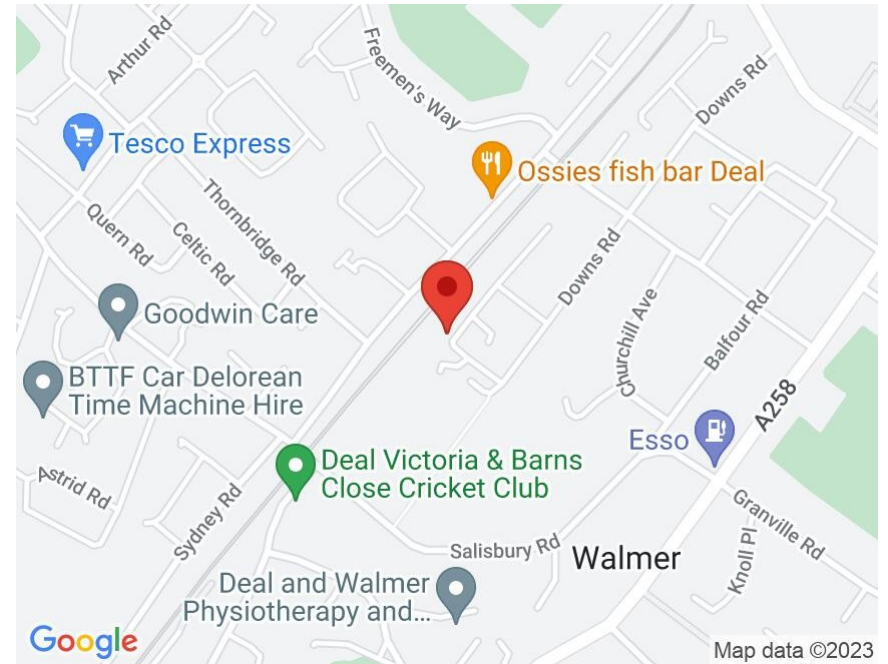 Arthur Rd
Freemen's Way
Downs Rd
Tesco Express
Ossies fish bar Deal
Thornbridge Rd
Quern Rd
Celtic Rd
Downs Rd
Goodwin Care
Churchill Ave
Balfour Rd
BTTF Car Delorean
Time Machine Hire
A258
Esso
Deal Victoria & Barns
Close Cricket Club
Astrid Rd
Sydney Rd
Granville Rd
Salisbury Rd
Walmer
Knoll Pl
Deal and Walmer
Physiotherapy and...
Google
Map data ©2023